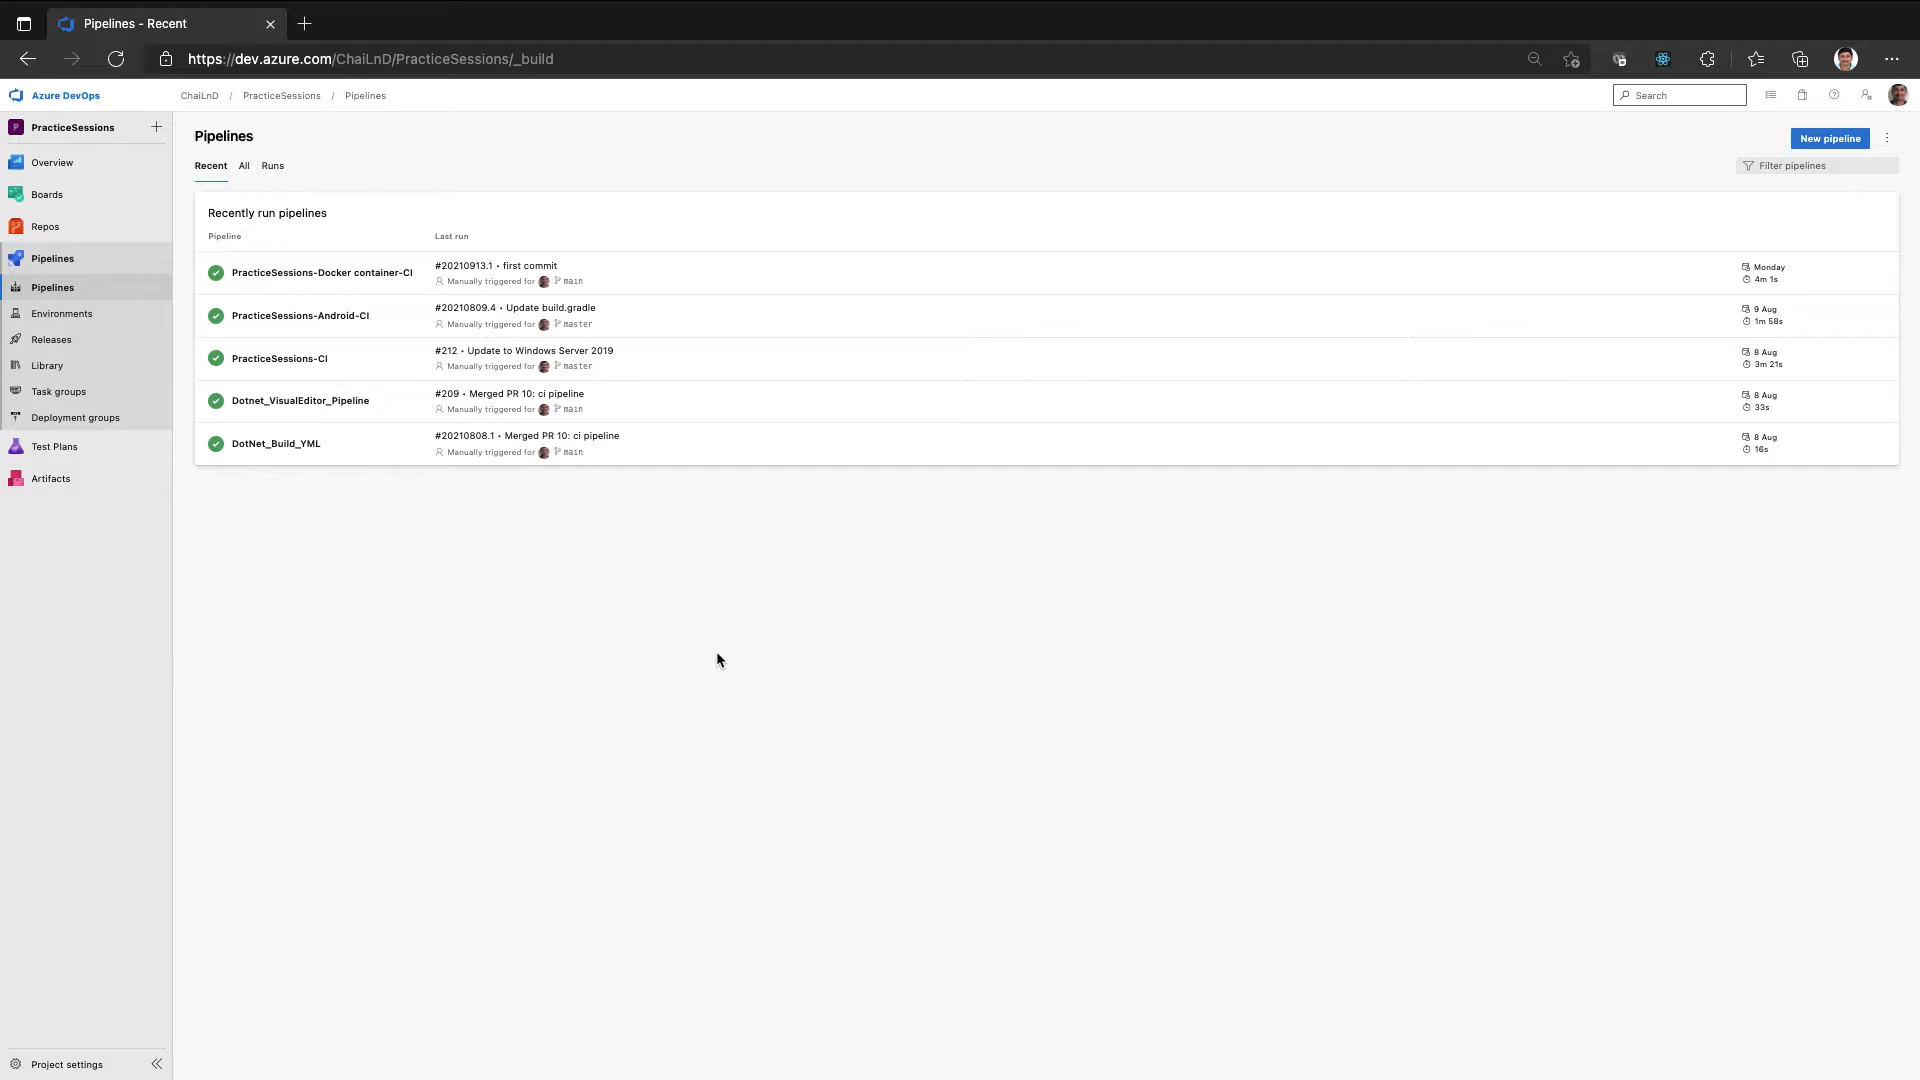 Pipelines - Recent
https://dev.azure.com/ChaiLnD/PracticeSessions/_build
Azure DevOps
ChaiLnD / PracticeSessions / Pipelines
Search
P PracticeSessions
Overview
Boards
Repos
Pipelines
Pipelines
Environments
Releases
Library
Task groups
Deployment groups
Test Plans
Artifacts
Project settings
Pipelines
New pipeline
Recent All Runs
Filter pipelines
Recently run pipelines
Pipeline Last run
PracticeSessions-Docker container-CI
#20210913.1 • first commit
Manually triggered for main
Monday
4m 1s
PracticeSessions-Android-CI
#20210809.4 • Update build.gradle
Manually triggered for master
9 Aug
1m 58s
PracticeSessions-CI
#212 • Update to Windows Server 2019
Manually triggered for master
8 Aug
3m 21s
Dotnet_VisualEditor_Pipeline
#209 • Merged PR 10: ci pipeline
Manually triggered for main
8 Aug
33s
DotNet_Build_YML
#20210808.1 • Merged PR 10: ci pipeline
Manually triggered for main
8 Aug
16s